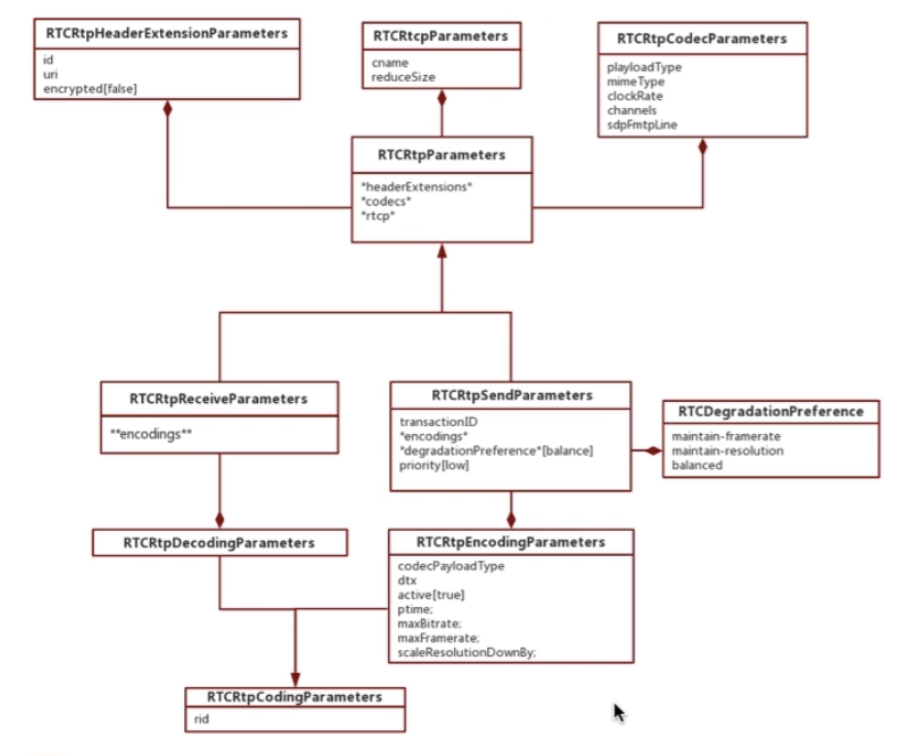 RTCRtpHeaderExtensionParameters
id
uri
encrypted[false]
RTCRtcpParameters
cname
reduceSize
RTCRtpCodecParameters
playloadType
mimeType
clockRate
channels
sdpFmtpLine
RTCRtpParameters
*headerExtensions*
*codecs*
*rtcp*
RTCRtpReceiveParameters
**encodings**
RTCRtpSendParameters
transactionID
*encodings*
*degradationPreference*[balance]
priority[low]
RTCDegradationPreference
maintain-framerate
maintain-resolution
balanced
RTCRtpDecodingParameters
RTCRtpEncodingParameters
codecPayloadType
dtx
active[true]
ptime;
maxBitrate;
maxFramerate;
scaleResolutionDownBy;
RTCRtpCodingParameters
rid